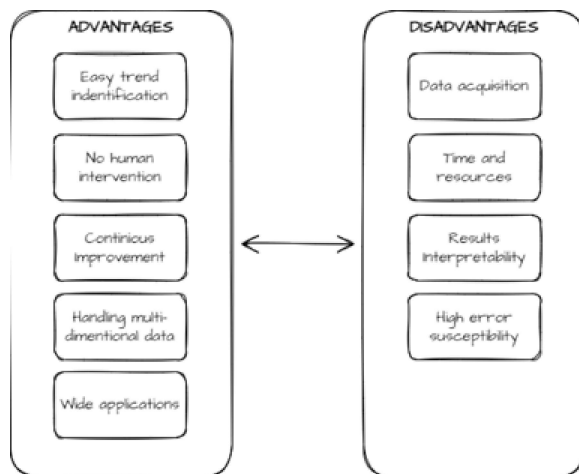 ADVANTAGES
Easy trend
indentification
No human
intervention
Continious
Improvement
Handling multi-
dimentional data
Wide applications
DISADVANTAGES
Data acquisition
Time and
resources
Results
Interpretability
High error
susceptibility